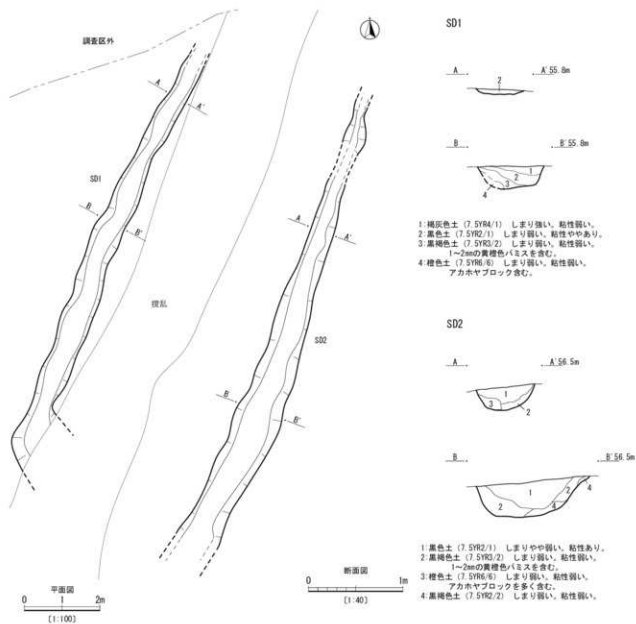 調査区外
A
A'
SD1
B
B'
攪乱
A
A'
SD2
B
B'
平面図
0 1 2m
〔1:100〕
断面図
0 1m
〔1:40〕
SD1
A A' 55.8m
2
B B' 55.8m
1
2
3
4
1:褐灰色土（7.5YR4/1） しまり強い。粘性弱い。
2:黒色土（7.5YR2/1） しまり弱い。粘性ややあり。
3:黒褐色土（7.5YR3/2） しまり弱い。粘性弱い。
1～2㎜の黄橙色パミスを含む。
4:橙色土（7.5YR6/6） しまり弱い。粘性弱い。
アカホヤブロック含む。
SD2
A A' 56.5m
1
3
2
B B' 56.5m
1
2
2
4
4
1:黒色土（7.5YR2/1） しまりやや弱い。粘性あり。
2:黒褐色土（7.5YR3/2） しまり弱い。粘性弱い。
1～2㎜の黄橙色パミスを含む。
3:橙色土（7.5YR6/6） しまり弱い。粘性弱い。
アカホヤブロックを多く含む。
4:黒褐色土（7.5YR2/2） しまり弱い。粘性弱い。